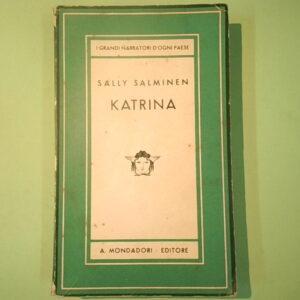 I GRANDI NARRATORI D'OGNI PAESE
SALLY SALMINEN
KATRINA
A. MONDADORI · EDITORE